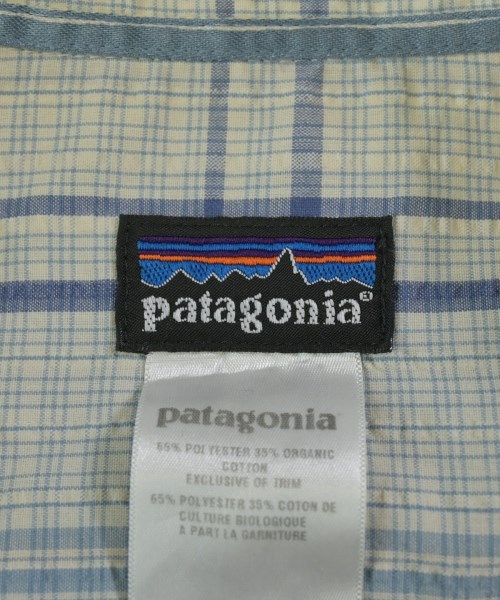 patagonia®
patagonia
65% POLYESTER 35% ORGANIC
COTTON
EXCLUSIVE OF TRIM
65% POLYESTER 35% COTON DE
CULTURE BIOLOGIQUE
A PART LA GARNITURE